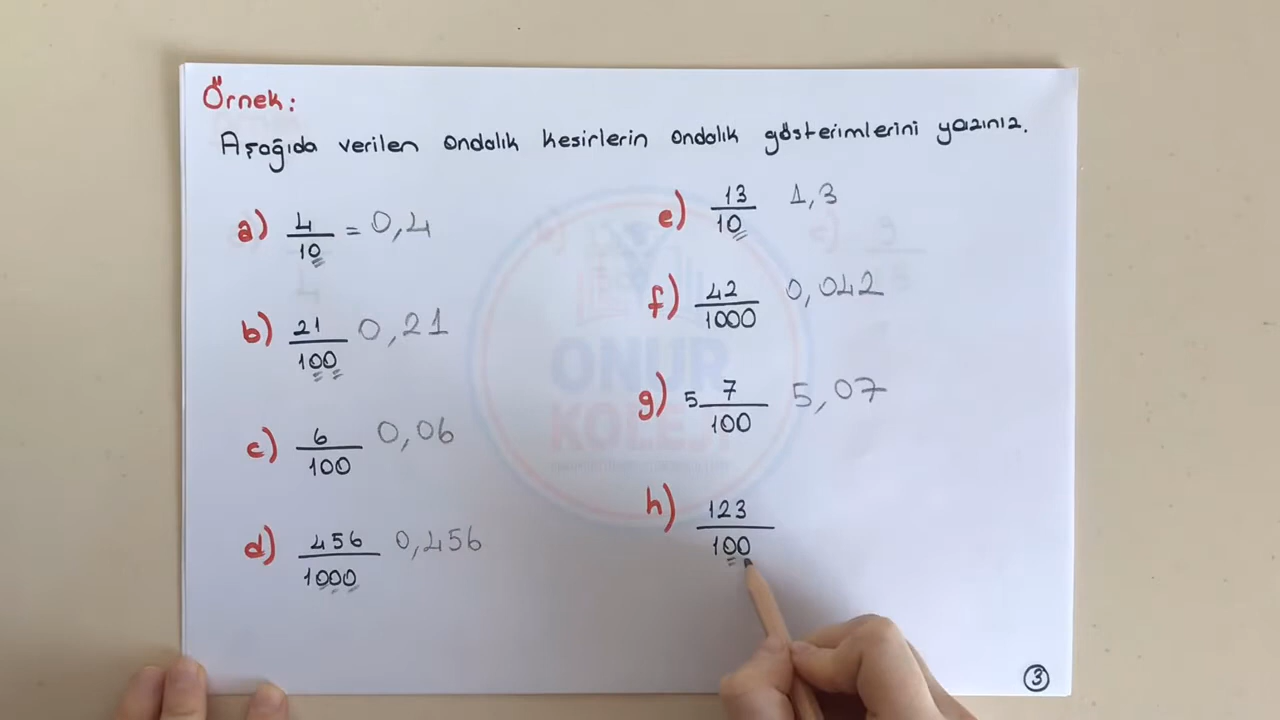 Örnek:
Aşağıda verilen ondalık kesirlerin ondalık gösterimlerini yazınız.
a) 4/10 = 0,4
b) 21/100 0,21
c) 6/100 0,06
d) 456/1000 0,456
e) 13/10 1,3
f) 42/1000 0,042
g) 5 7/100 5,07
h) 123/100
ONUR
KOLEJİ
3